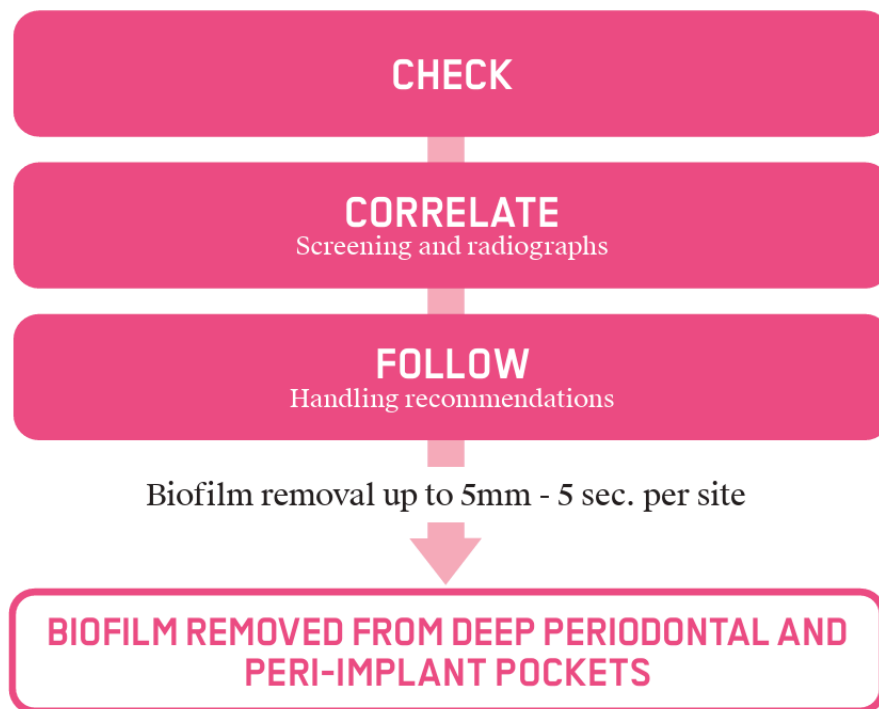 CHECK
CORRELATE
Screening and radiographs
FOLLOW
Handling recommendations
Biofilm removal up to 5mm - 5 sec. per site
BIOFILM REMOVED FROM DEEP PERIODONTAL AND
PERI-IMPLANT POCKETS